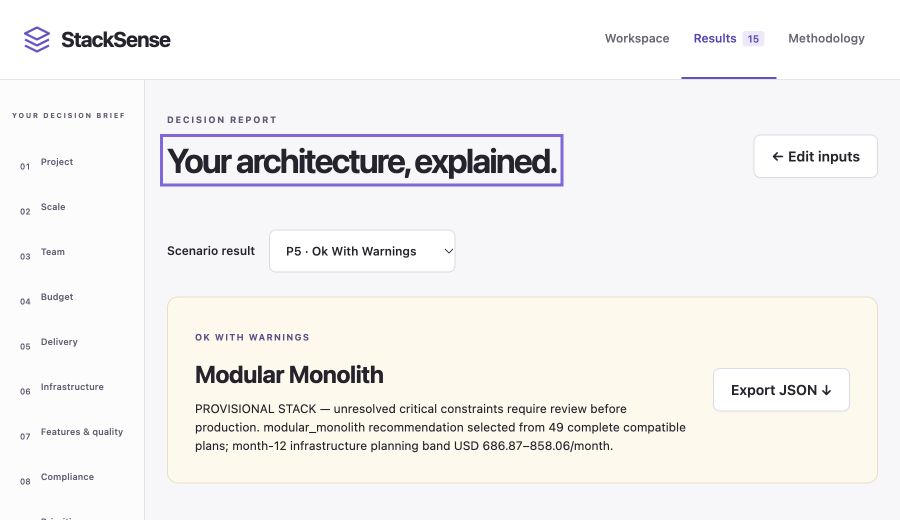 StackSense
Workspace
Results 15
Methodology
YOUR DECISION BRIEF
01 Project
02 Scale
03 Team
04 Budget
05 Delivery
06 Infrastructure
07 Features & quality
08 Compliance
DECISION REPORT
Your architecture, explained.
← Edit inputs
Scenario result
P5 · Ok With Warnings
OK WITH WARNINGS
Modular Monolith
PROVISIONAL STACK — unresolved critical constraints require review before
production. modular_monolith recommendation selected from 49 complete compatible
plans; month-12 infrastructure planning band USD 686.87–858.06/month.
Export JSON ↓